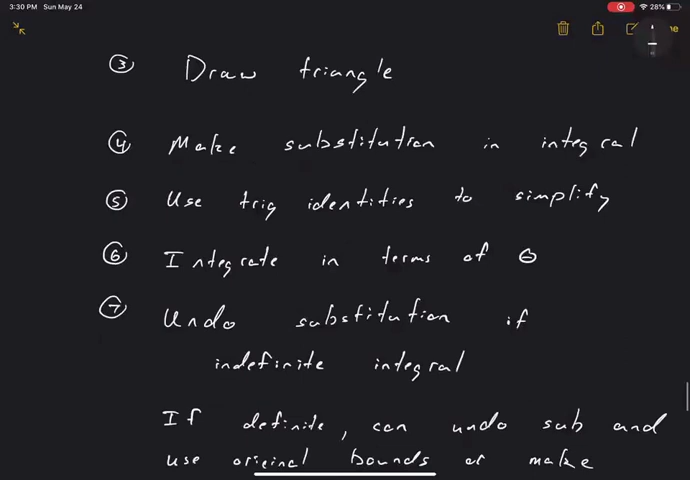 3:30 PM Sun May 24
28%
③ Draw triangle
④ Make substitution in integral
⑤ Use trig identities to simplify
⑥ Integrate in terms of θ
⑦ Undo substitution if
indefinite integral
If definite, can undo sub and
use original bounds or make